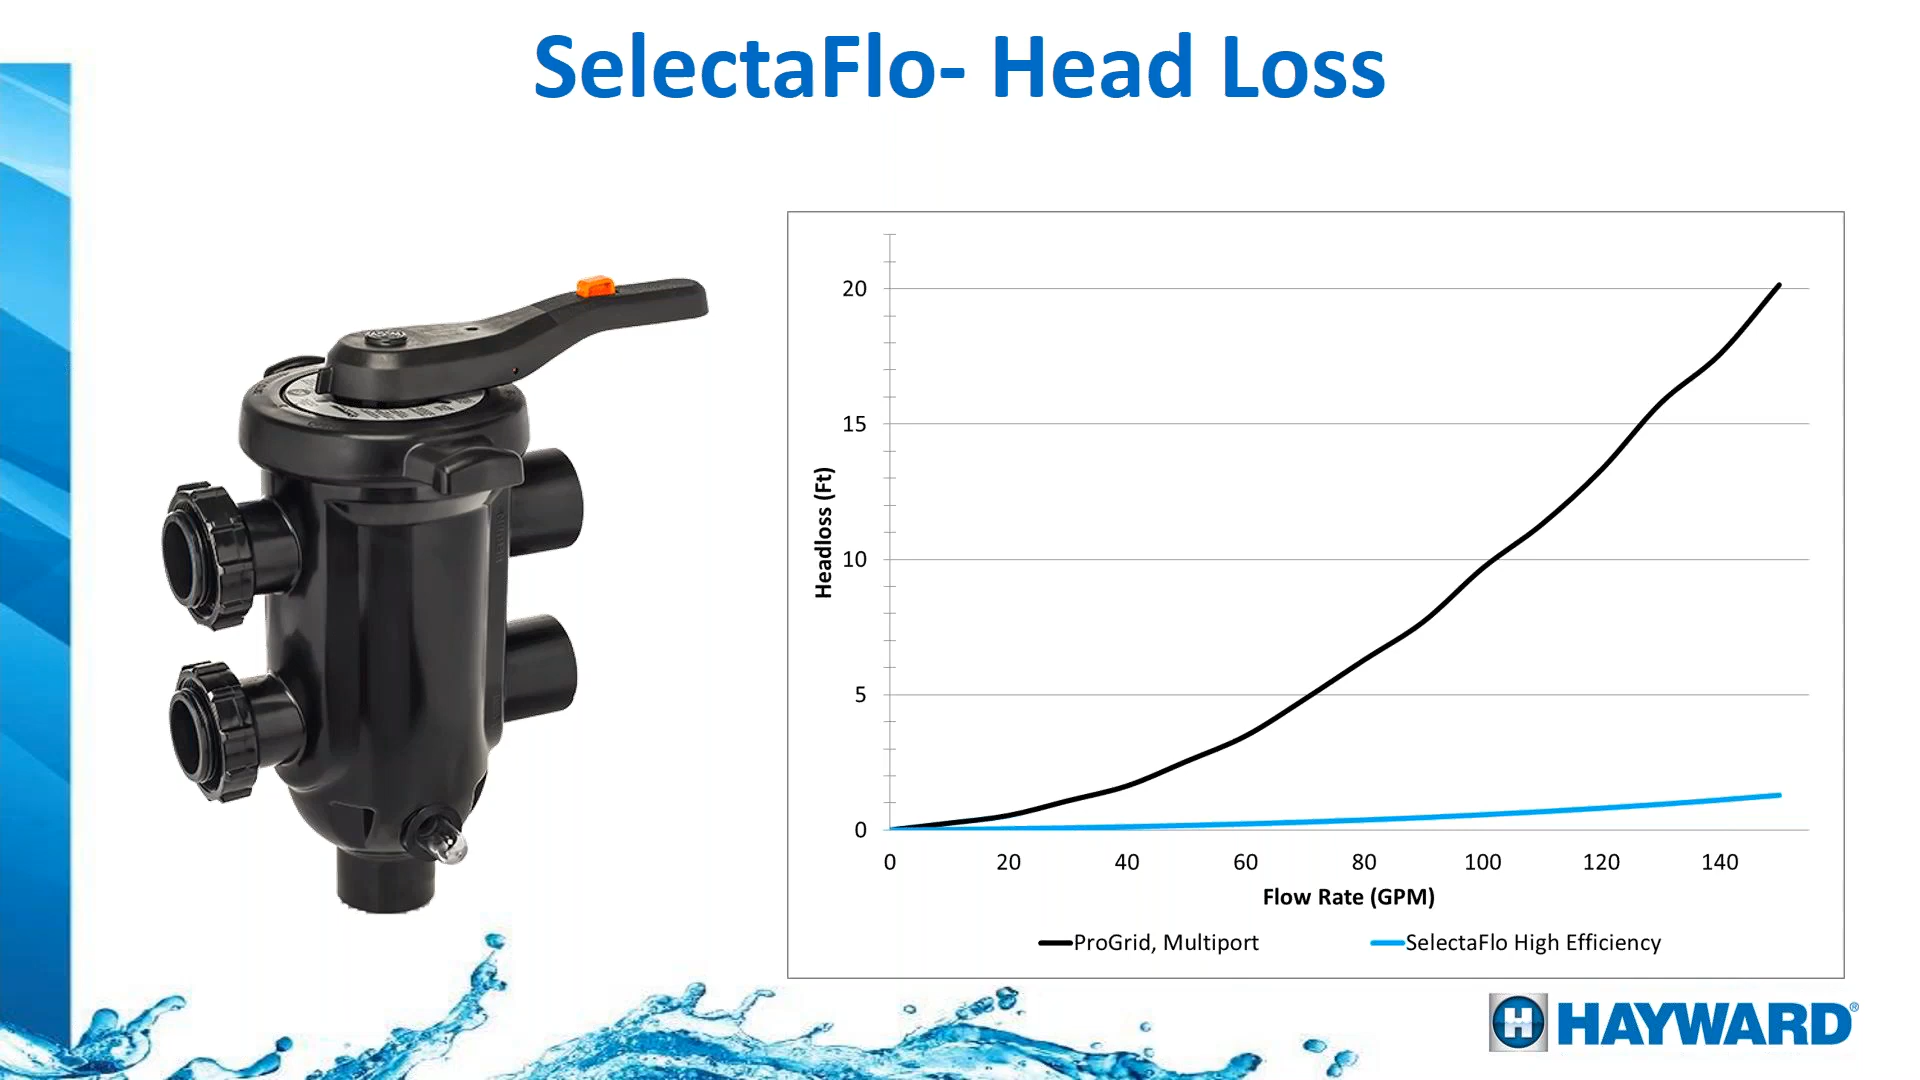 SelectaFlo- Head Loss
Headloss (Ft)
20
15
10
5
0
0 20 40 60 80 100 120 140
Flow Rate (GPM)
ProGrid, Multiport SelectaFlo High Efficiency
H HAYWARD®